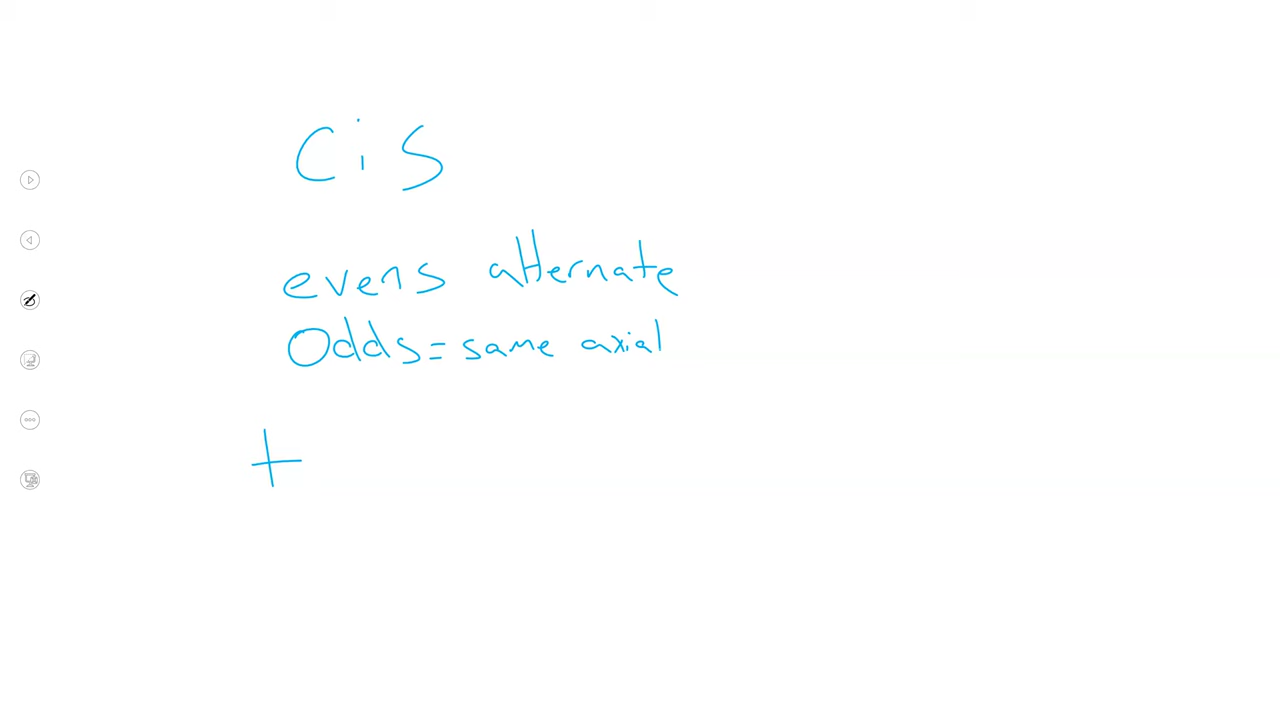 Cis
evens alternate
Odds = same axial
t